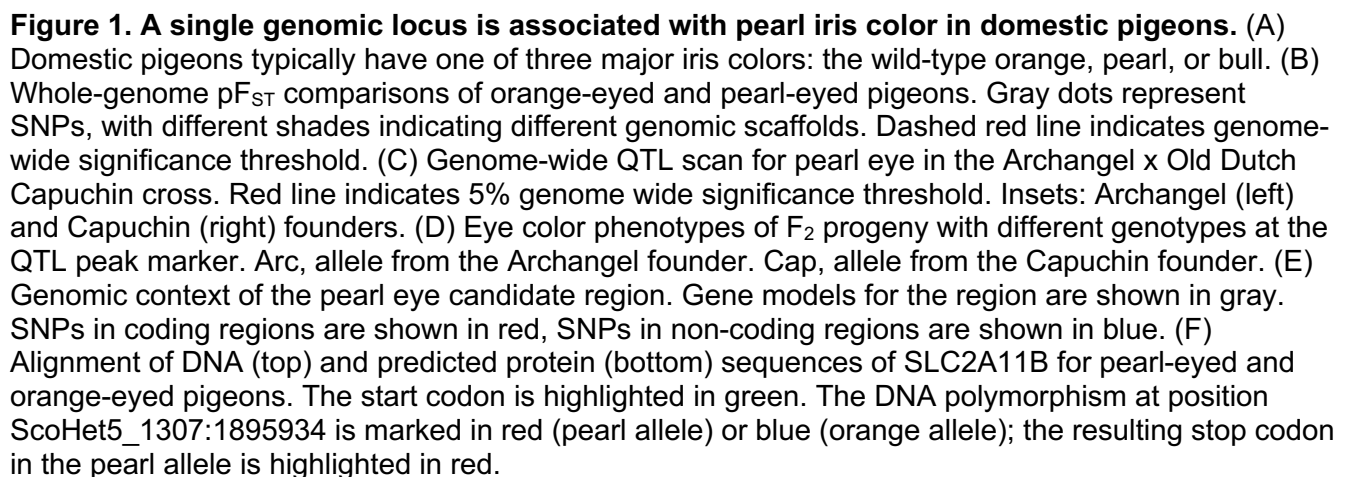 Figure 1. A single genomic locus is associated with pearl iris color in domestic pigeons. (A)
Domestic pigeons typically have one of three major iris colors: the wild-type orange, pearl, or bull. (B)
Whole-genome pFST comparisons of orange-eyed and pearl-eyed pigeons. Gray dots represent
SNPs, with different shades indicating different genomic scaffolds. Dashed red line indicates genome-
wide significance threshold. (C) Genome-wide QTL scan for pearl eye in the Archangel x Old Dutch
Capuchin cross. Red line indicates 5% genome wide significance threshold. Insets: Archangel (left)
and Capuchin (right) founders. (D) Eye color phenotypes of F2 progeny with different genotypes at the
QTL peak marker. Arc, allele from the Archangel founder. Cap, allele from the Capuchin founder. (E)
Genomic context of the pearl eye candidate region. Gene models for the region are shown in gray.
SNPs in coding regions are shown in red, SNPs in non-coding regions are shown in blue. (F)
Alignment of DNA (top) and predicted protein (bottom) sequences of SLC2A11B for pearl-eyed and
orange-eyed pigeons. The start codon is highlighted in green. The DNA polymorphism at position
ScoHet5_1307:1895934 is marked in red (pearl allele) or blue (orange allele); the resulting stop codon
in the pearl allele is highlighted in red.